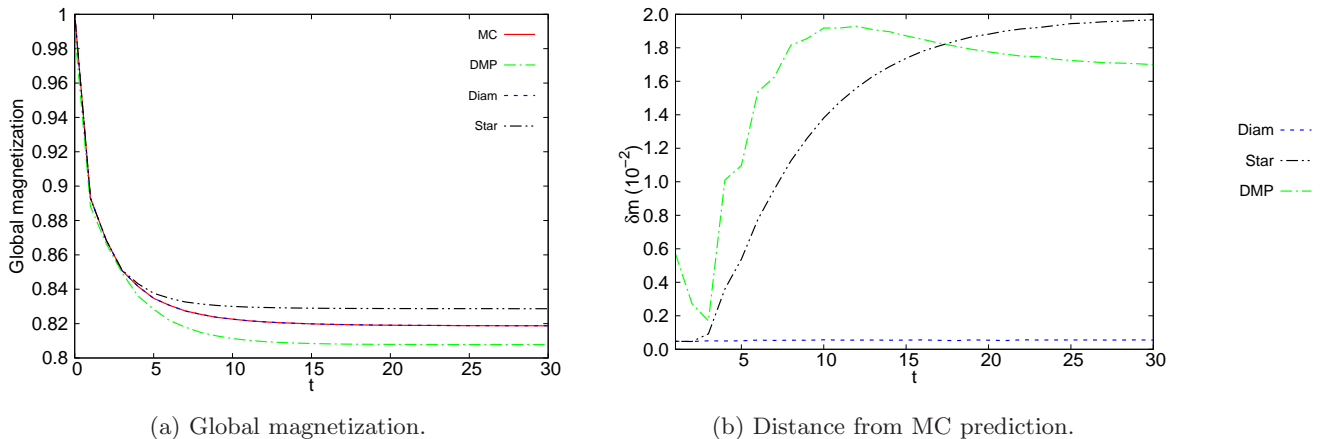 1
0.98
0.96
0.94
0.92
0.9
0.88
0.86
0.84
0.82
0.8
Global magnetization
0 5 10 15 20 25 30
t
MC
DMP
Diam
Star
(a) Global magnetization.
2.0
1.8
1.6
1.4
1.2
1.0
0.8
0.6
0.4
0.2
0.0
δm (10⁻²)
5 10 15 20 25 30
t
Diam
Star
DMP
(b) Distance from MC prediction.